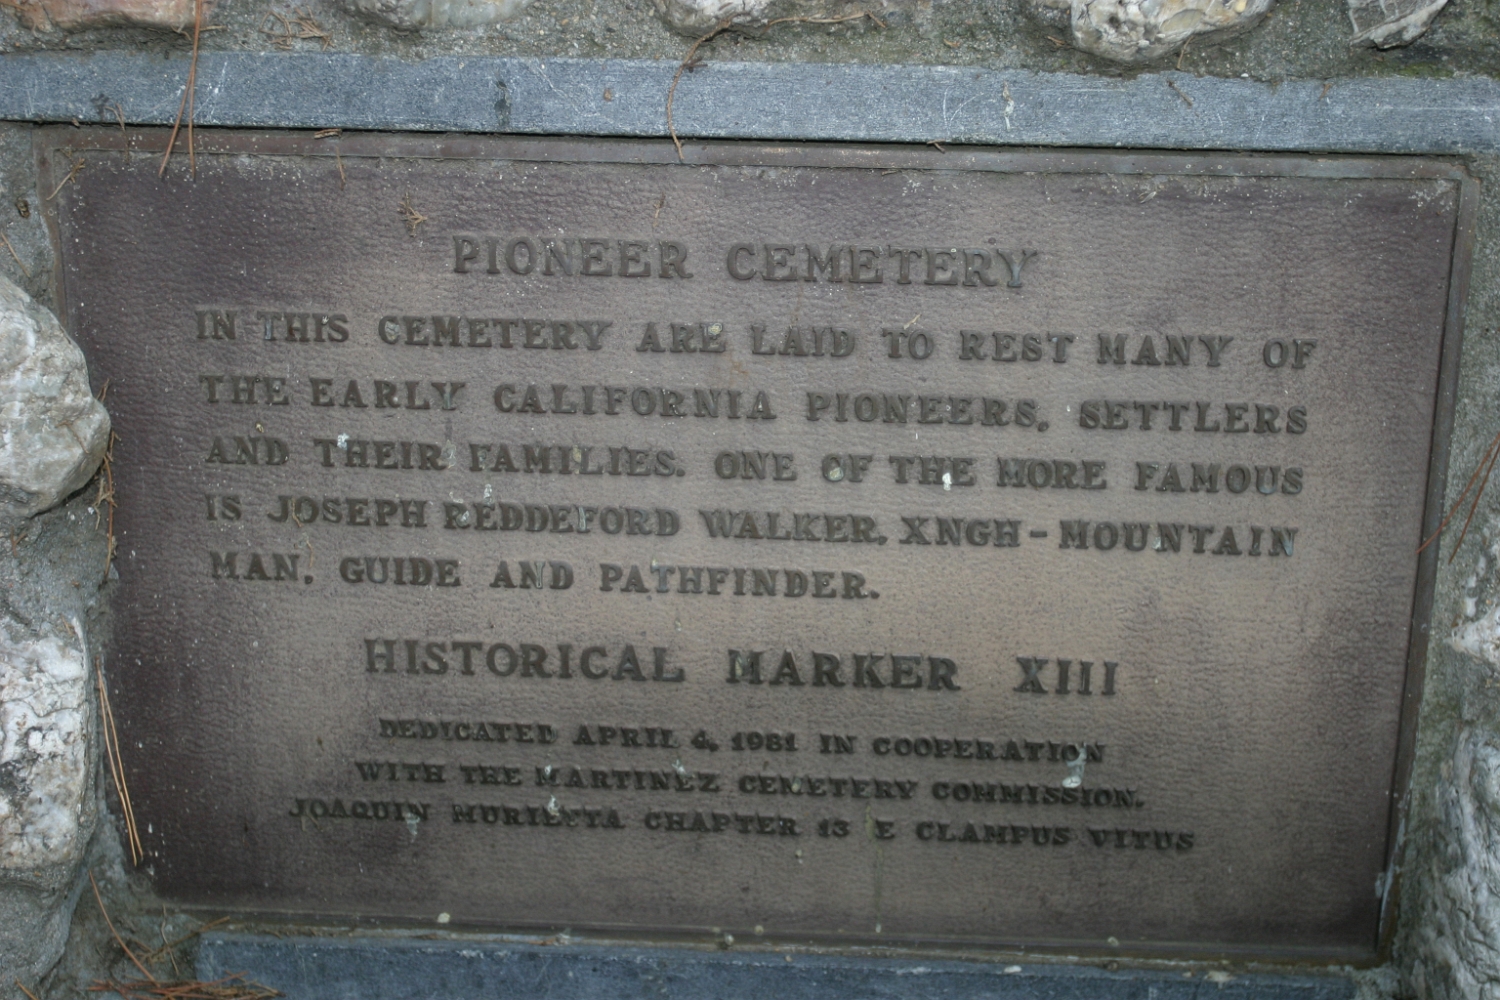 PIONEER CEMETERY
IN THIS CEMETERY ARE LAID TO REST MANY OF
THE EARLY CALIFORNIA PIONEERS, SETTLERS
AND THEIR FAMILIES. ONE OF THE MORE FAMOUS
IS JOSEPH REDDEFORD WALKER, XNGH-MOUNTAIN
MAN, GUIDE AND PATHFINDER.
HISTORICAL MARKER XIII
DEDICATED APRIL 4, 1981 IN COOPERATION
WITH THE MARTINEZ CEMETERY COMMISSION.
JOAQUIN MURIETTA CHAPTER 13 E CLAMPUS VITUS